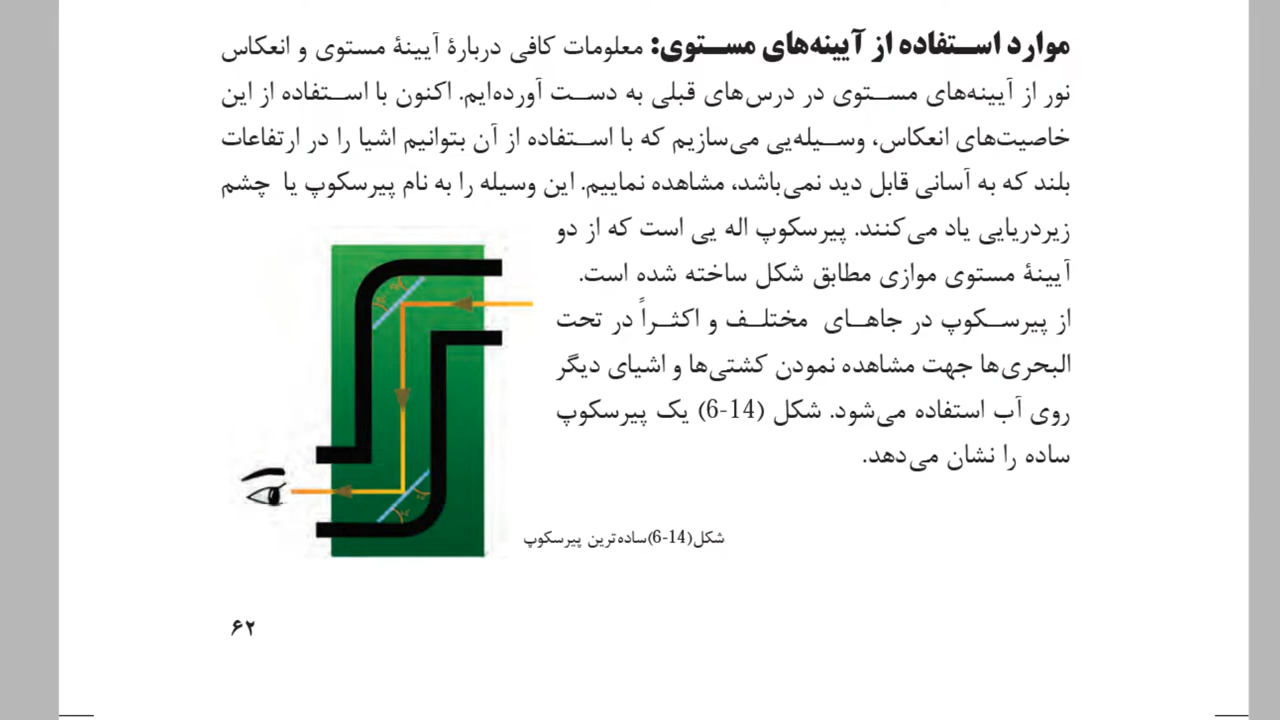 موارد استفاده از آیینه‌های مستوی: معلومات کافی دربارۀ آیینۀ مستوی و انعکاس
نور از آیینه‌های مستوی در درس‌های قبلی به دست آورده‌ایم. اکنون با استفاده از این
خاصیت‌های انعکاس، وسیله‌یی می‌سازیم که با استفاده از آن بتوانیم اشیا را در ارتفاعات
بلند که به آسانی قابل دید نمی‌باشد، مشاهده نماییم. این وسیله را به نام پیرسکوپ یا چشم
زیردریایی یاد می‌کنند. پیرسکوپ اله یی است که از دو
آیینۀ مستوی موازی مطابق شکل ساخته شده است.
از پیرسکوپ در جاهای مختلف و اکثراً در تحت
البحری‌ها جهت مشاهده نمودن کشتی‌ها و اشیای دیگر
روی آب استفاده می‌شود. شکل (14-6) یک پیرسکوپ
ساده را نشان می‌دهد.
شکل(14-6)ساده‌ترین پیرسکوپ
۶۲